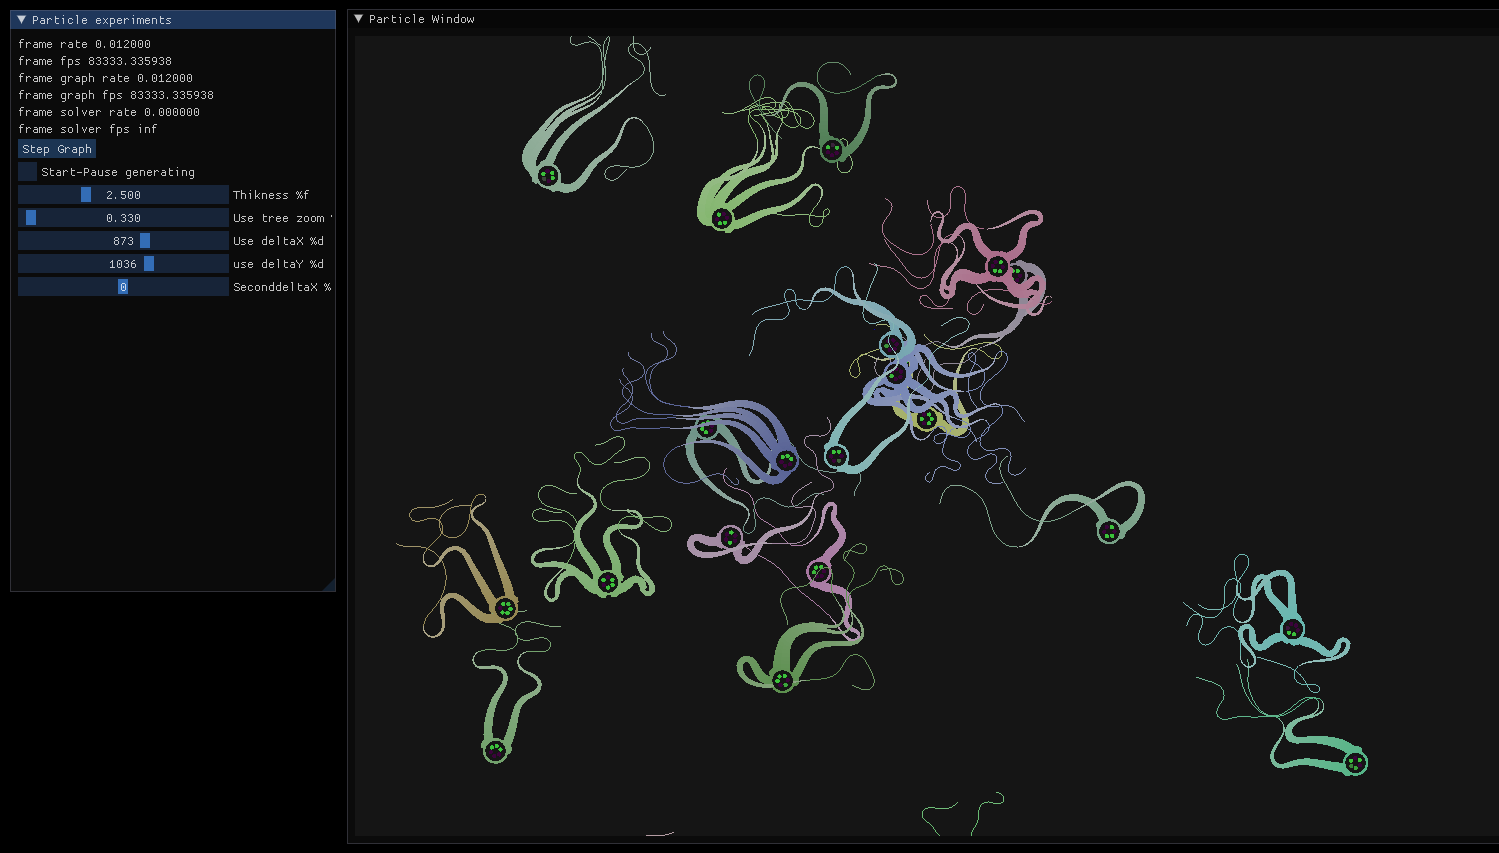 Particle experiments
frame rate 0.012000
frame fps 83333.335938
frame graph rate 0.012000
frame graph fps 83333.335938
frame solver rate 0.000000
frame solver fps inf
Step Graph
Start-Pause generating
2.500 Thikness %f
0.330 Use tree zoom
873 Use deltaX %d
1036 use deltaY %d
0 SeconddeltaX %
Particle Window